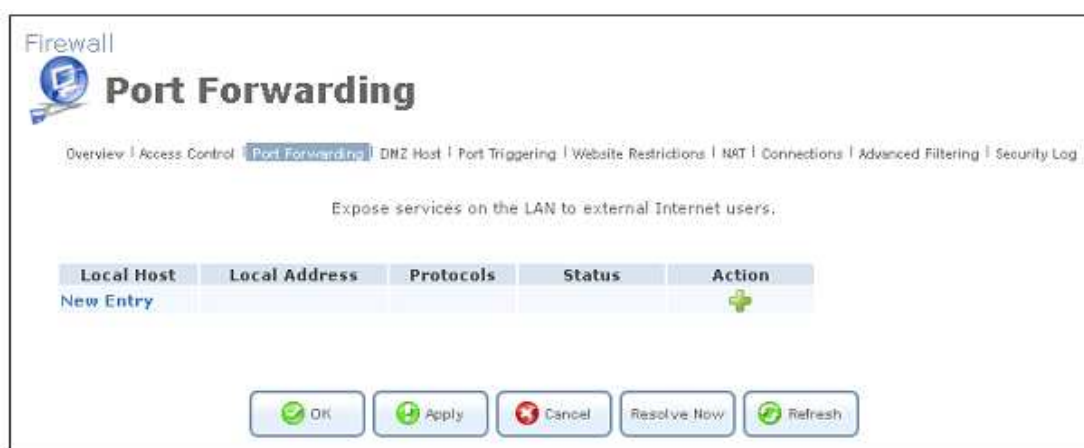 Firewall
Port Forwarding
Overview | Access Control | Port Forwarding | DMZ Host | Port Triggering | Website Restrictions | NAT | Connections | Advanced Filtering | Security Log
Expose services on the LAN to external Internet users.
Local Host Local Address Protocols Status Action
New Entry
OK Apply Cancel Resolve Now Refresh